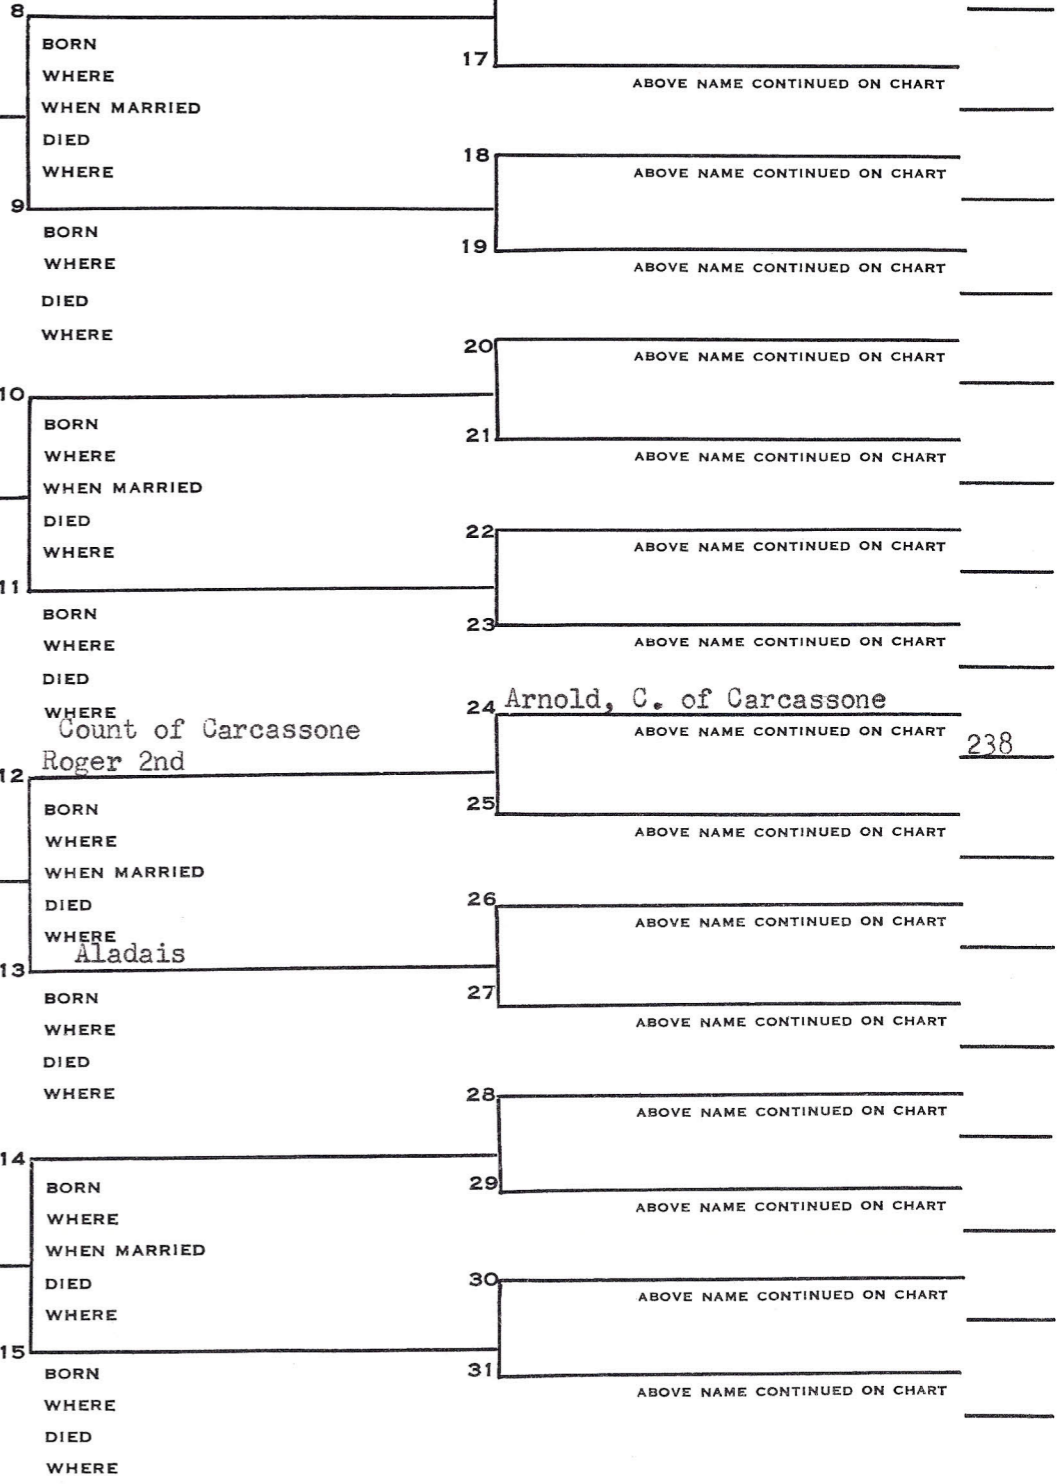 8
BORN
WHERE
WHEN MARRIED
DIED
WHERE
9
BORN
WHERE
DIED
WHERE
10
BORN
WHERE
WHEN MARRIED
DIED
WHERE
11
BORN
WHERE
DIED
WHERE
Count of Carcassone
Roger 2nd
12
BORN
WHERE
WHEN MARRIED
DIED
WHERE
Aladais
13
BORN
WHERE
DIED
WHERE
14
BORN
WHERE
WHEN MARRIED
DIED
WHERE
15
BORN
WHERE
DIED
WHERE
17
ABOVE NAME CONTINUED ON CHART
18
ABOVE NAME CONTINUED ON CHART
19
ABOVE NAME CONTINUED ON CHART
20
ABOVE NAME CONTINUED ON CHART
21
ABOVE NAME CONTINUED ON CHART
22
ABOVE NAME CONTINUED ON CHART
23
ABOVE NAME CONTINUED ON CHART
24 Arnold, C. of Carcassone
ABOVE NAME CONTINUED ON CHART 238
25
ABOVE NAME CONTINUED ON CHART
26
ABOVE NAME CONTINUED ON CHART
27
ABOVE NAME CONTINUED ON CHART
28
ABOVE NAME CONTINUED ON CHART
29
ABOVE NAME CONTINUED ON CHART
30
ABOVE NAME CONTINUED ON CHART
31
ABOVE NAME CONTINUED ON CHART